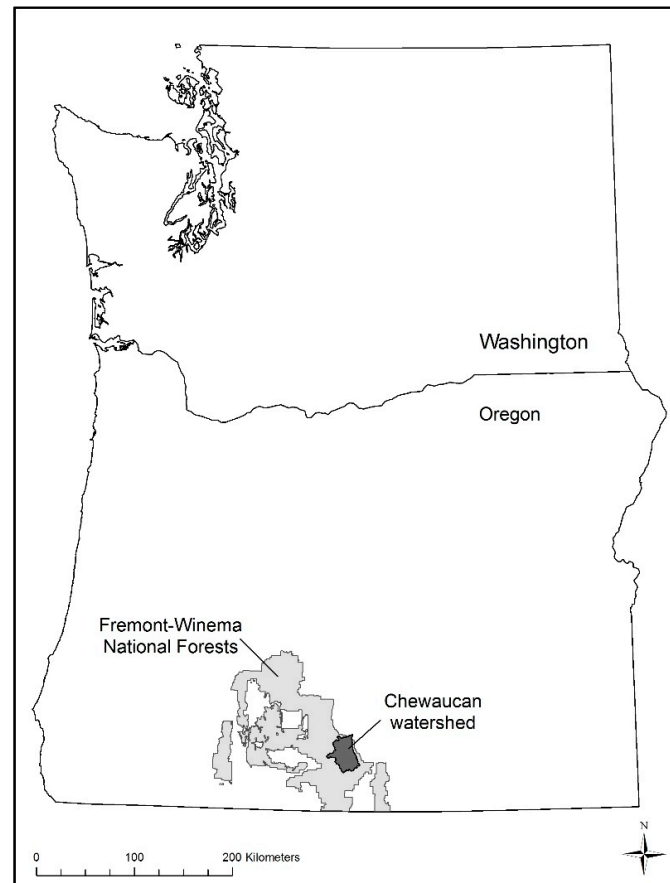 Washington
Oregon
Fremont-Winema
National Forests
Chewaucan
watershed
N
0 100 200 Kilometers